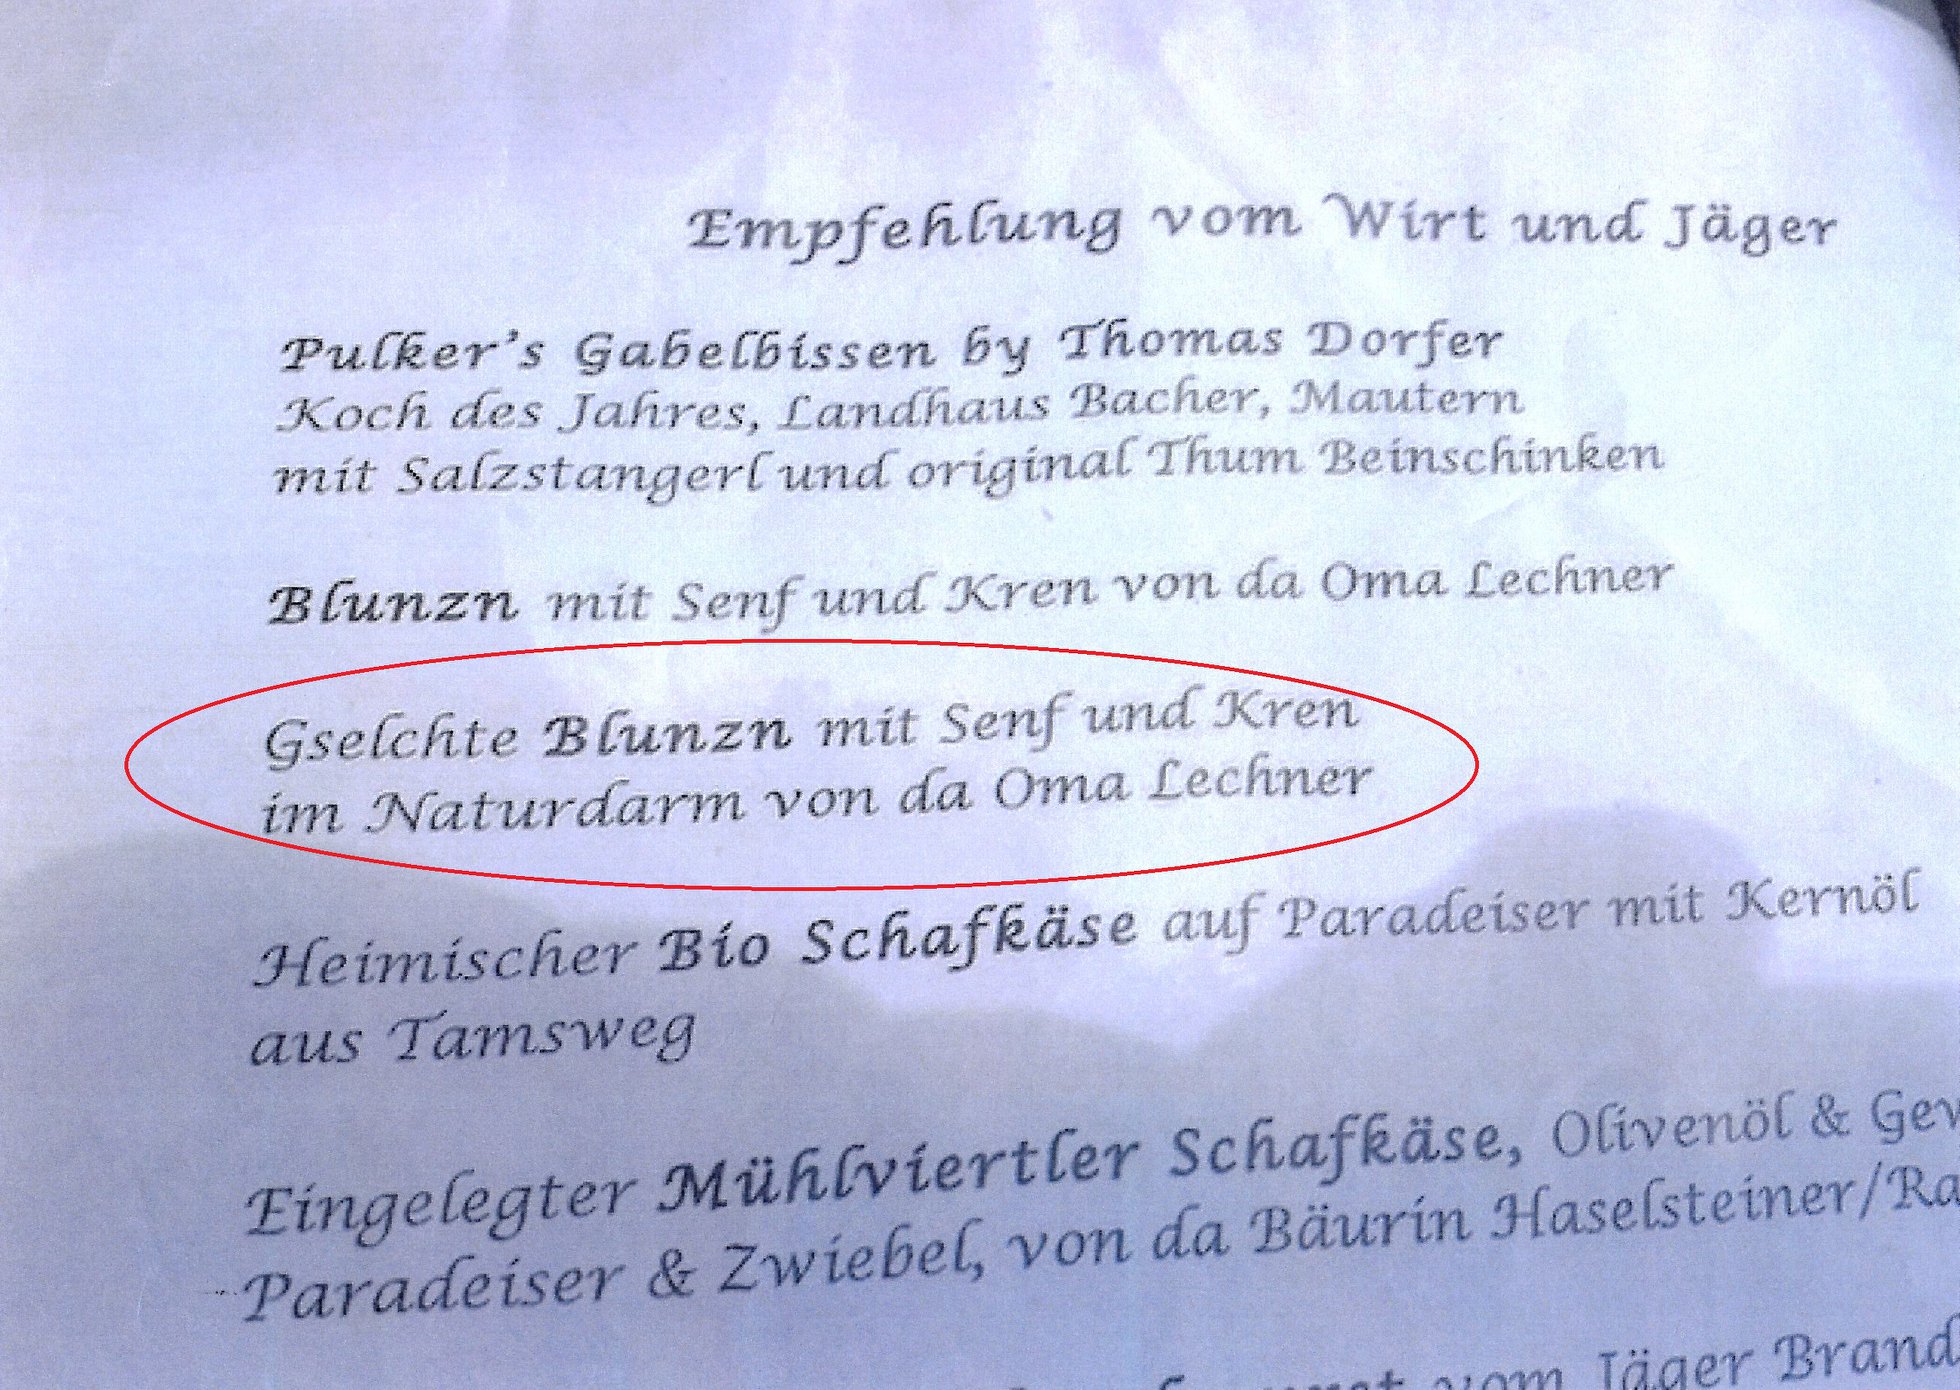 Empfehlung vom Wirt und Jäger
Pulker's Gabelbissen by Thomas Dorfer
Koch des Jahres, Landhaus Bacher, Mautern
mit Salzstangerl und original Thum Beinschinken
Blunzn mit Senf und Kren von da Oma Lechner
Gselchte Blunzn mit Senf und Kren
im Naturdarm von da Oma Lechner
Heimischer Bio Schafkäse auf Paradeiser mit Kernöl
aus Tamsweg
Eingelegter Mühlviertler Schafkäse, Olivenöl &
Paradeiser & Zwiebel, von da Bäurin Haselsteiner/
vom Jäger